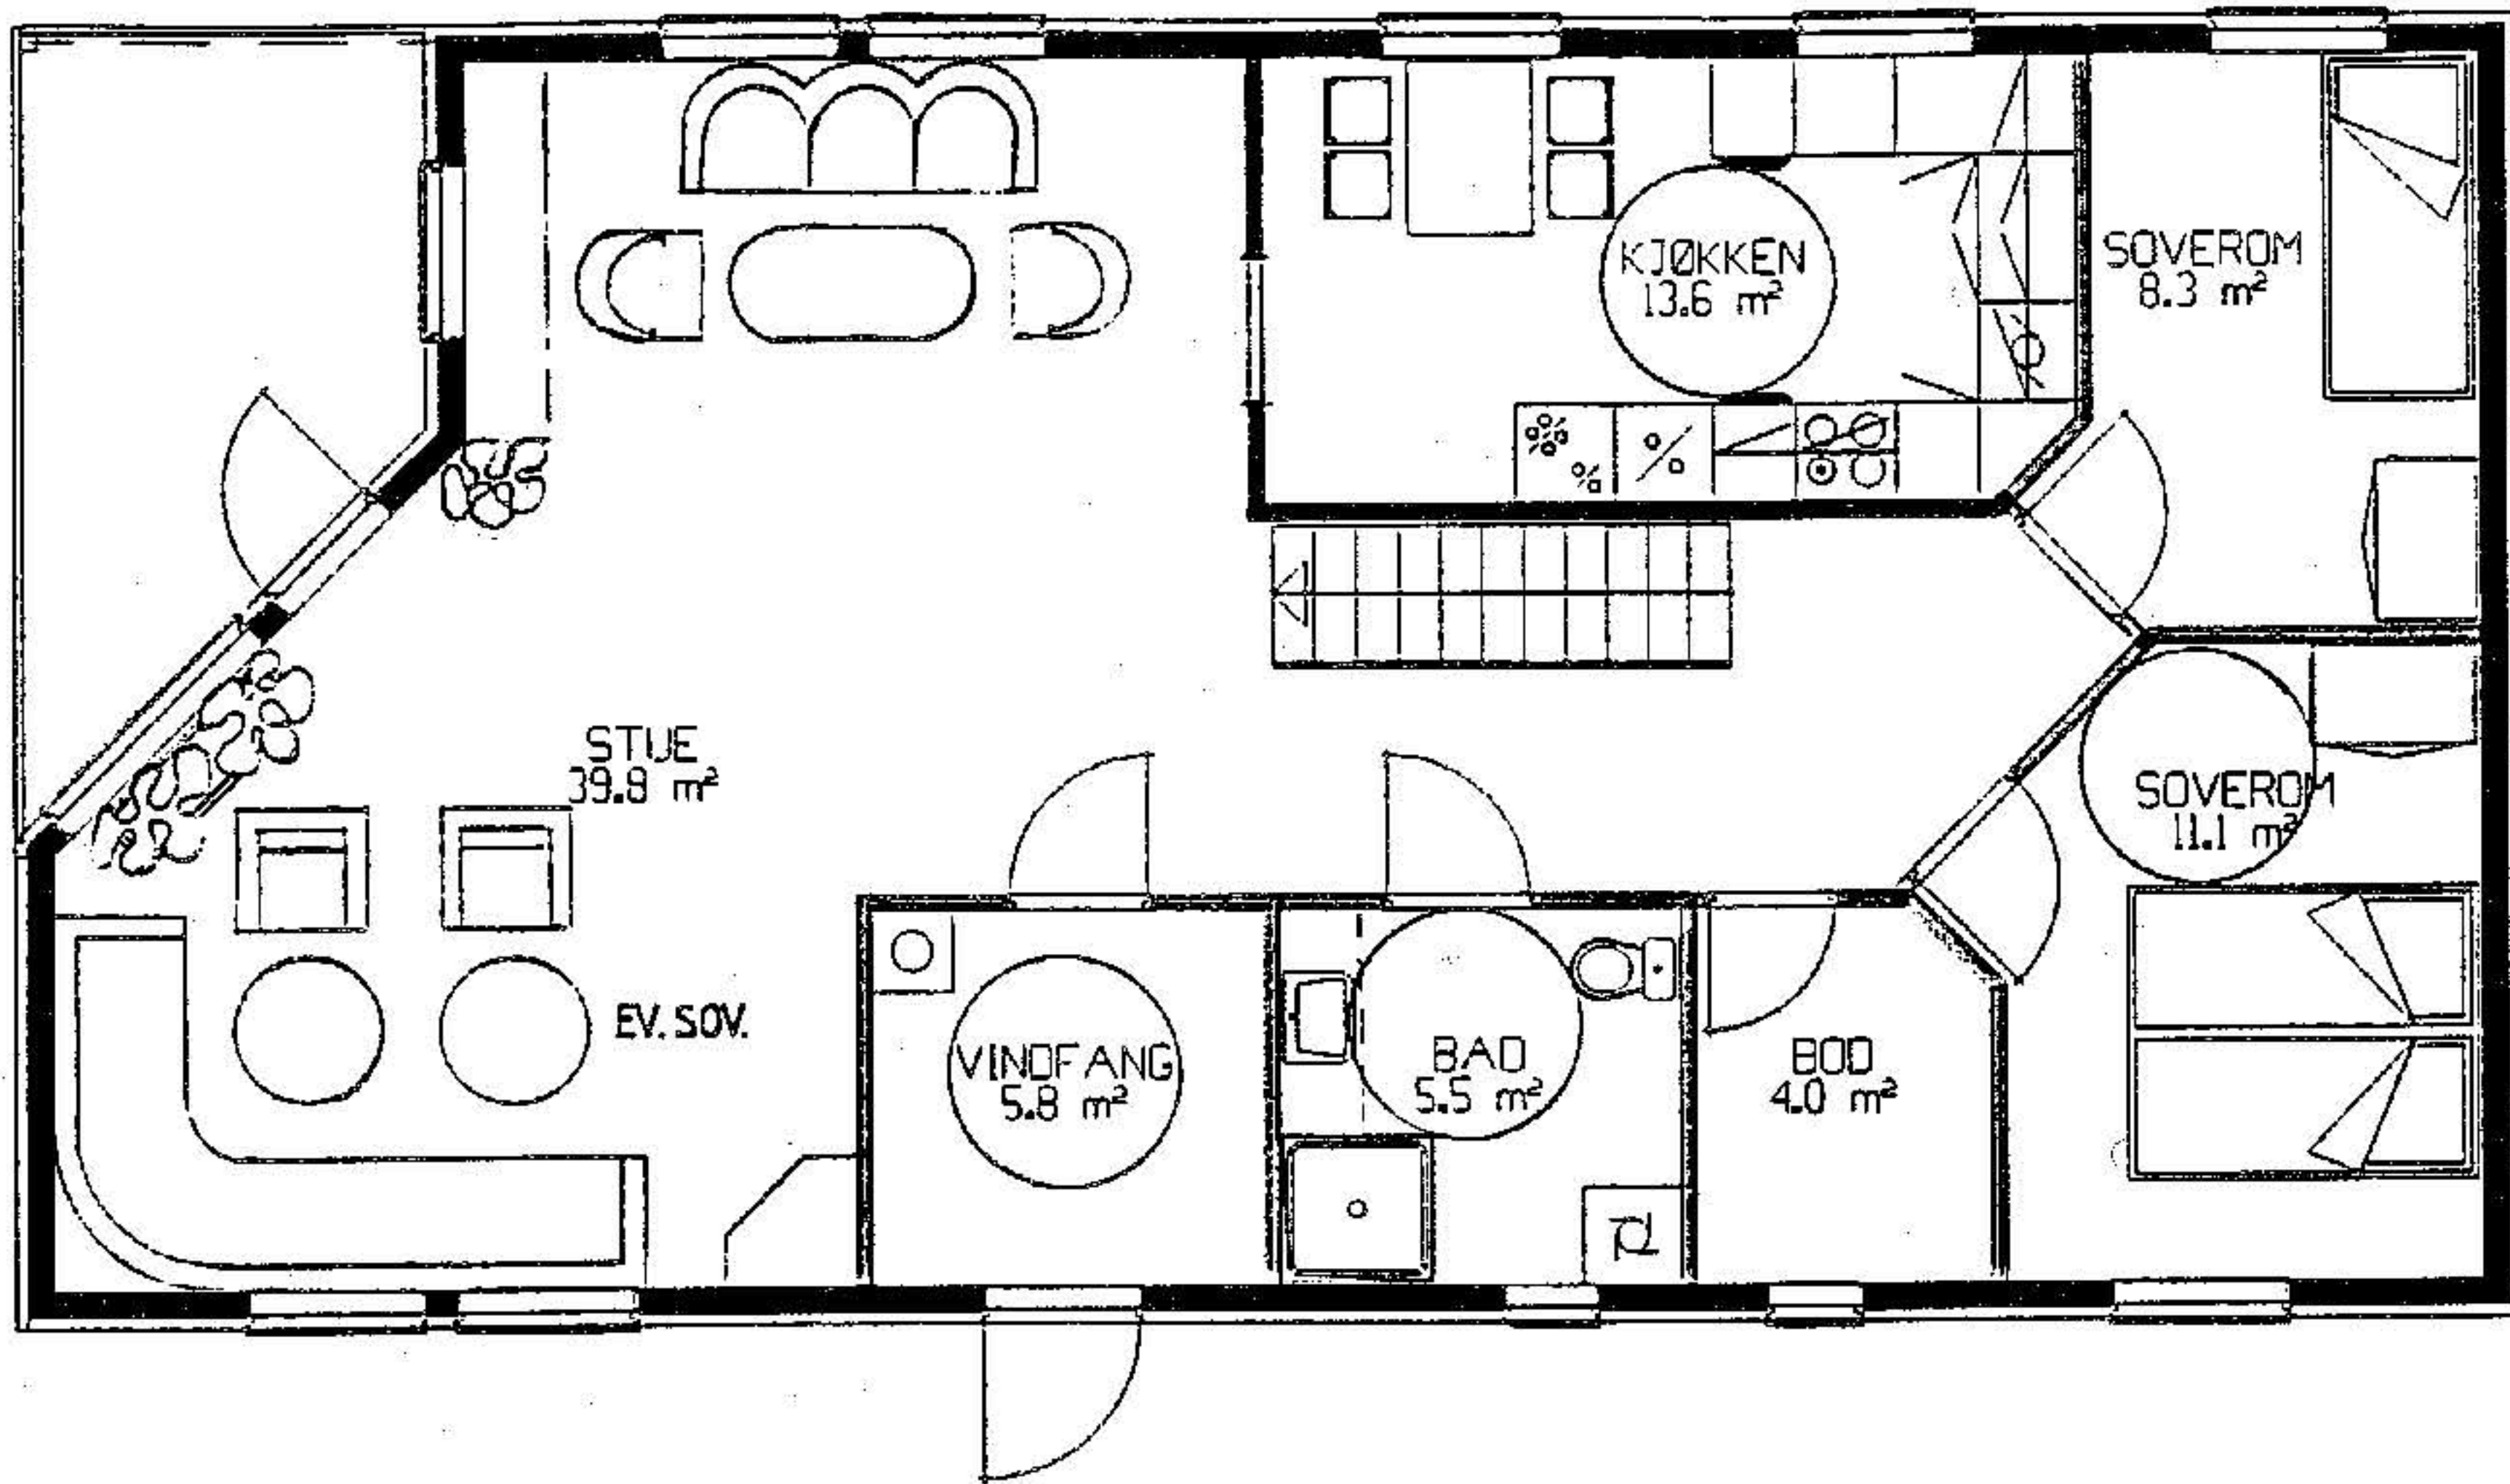 KJØKKEN
13.6 m²
SOVEROM
8.3 m²
STUE
39.8 m²
SOVEROM
11.1 m²
EV. SOV.
VINDFANG
5.8 m²
BAD
5.5 m²
BOD
4.0 m²